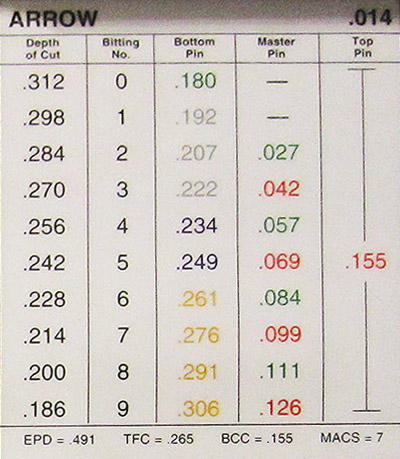 ARROW .014
Depth of Cut Bitting No. Bottom Pin Master Pin Top Pin
.312 0 .180 —
.298 1 .192 —
.284 2 .207 .027
.270 3 .222 .042
.256 4 .234 .057
.242 5 .249 .069 .155
.228 6 .261 .084
.214 7 .276 .099
.200 8 .291 .111
.186 9 .306 .126
EPD = .491 TFC = .265 BCC = .155 MACS = 7